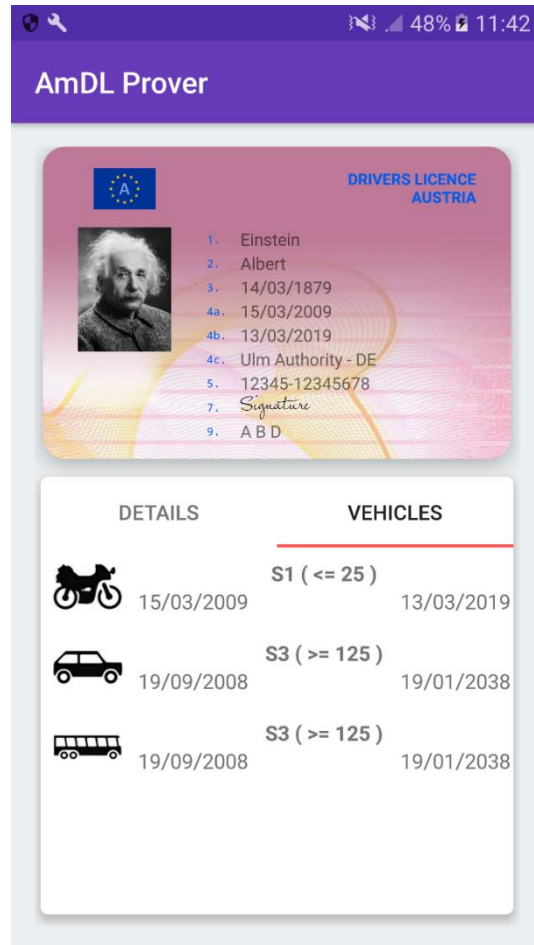 48% 11:42
AmDL Prover
A
DRIVERS LICENCE
AUSTRIA
1. Einstein
2. Albert
3. 14/03/1879
4a. 15/03/2009
4b. 13/03/2019
4c. Ulm Authority - DE
5. 12345-12345678
7. Signature
9. A B D
DETAILS VEHICLES
S1 ( <= 25 )
15/03/2009 13/03/2019
S3 ( >= 125 )
19/09/2008 19/01/2038
S3 ( >= 125 )
19/09/2008 19/01/2038